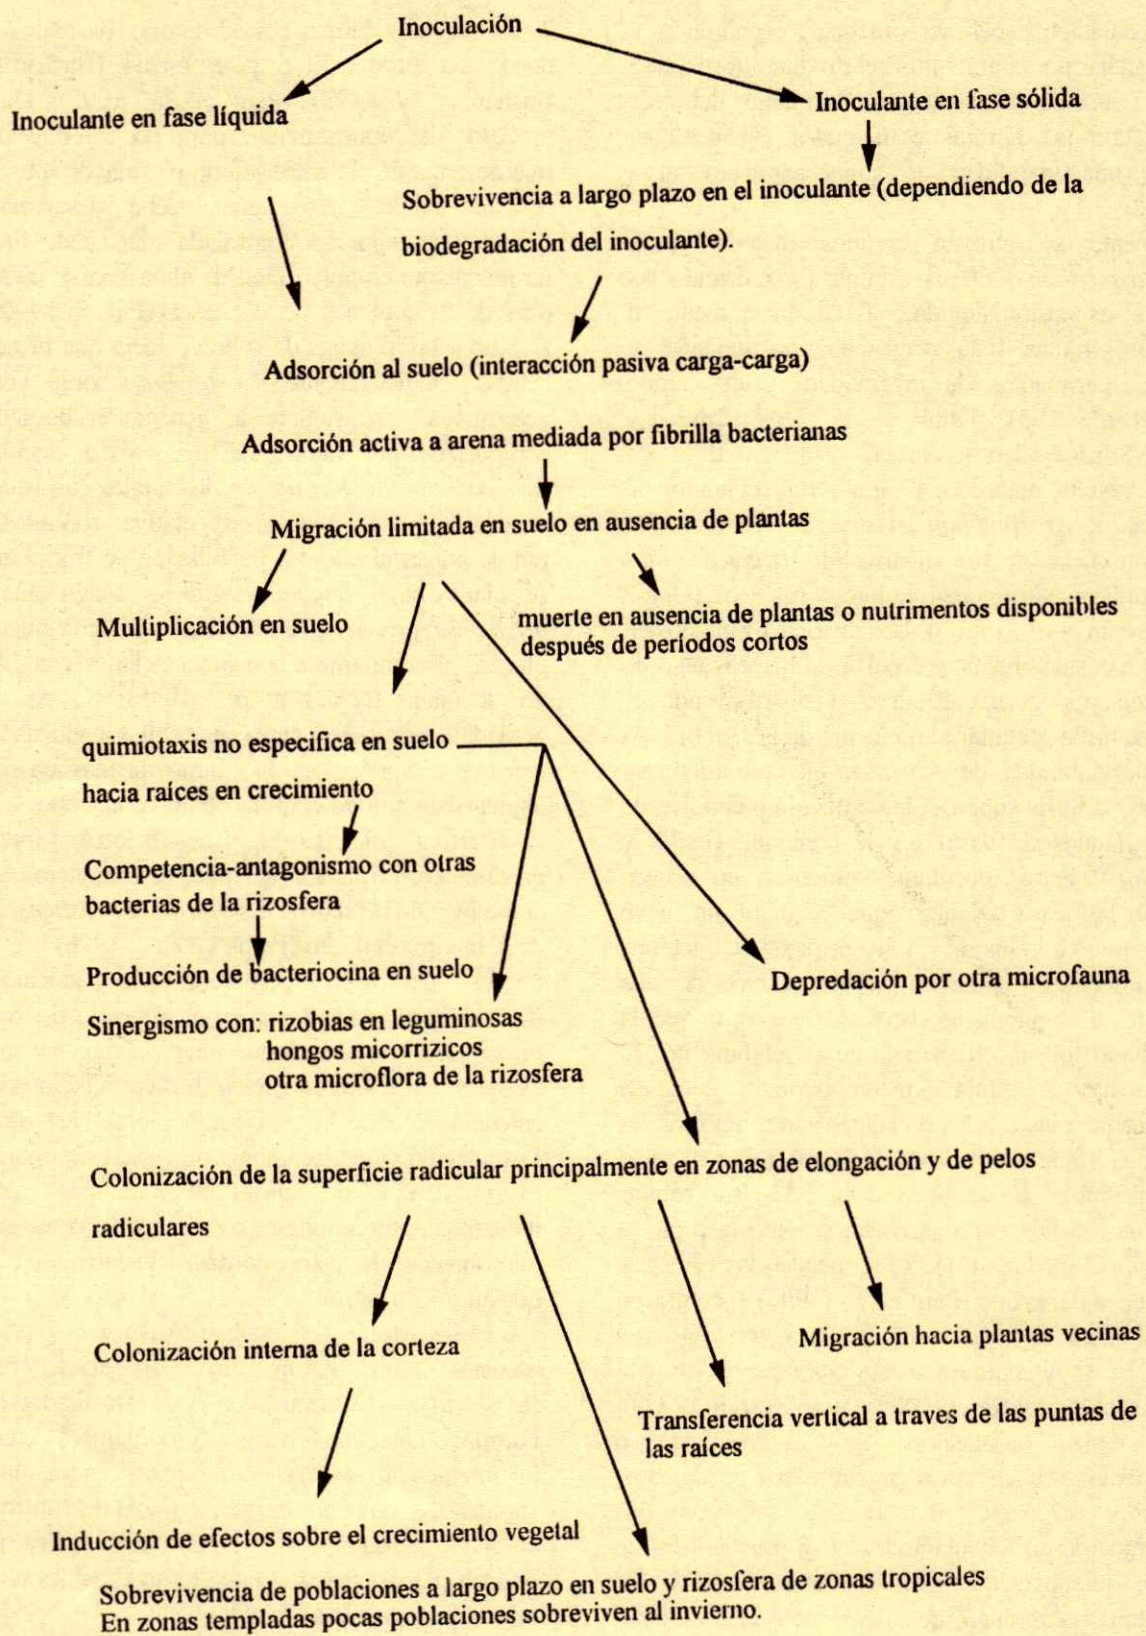 Inoculación
Inoculante en fase líquida
Inoculante en fase sólida
Sobrevivencia a largo plazo en el inoculante (dependiendo de la
biodegradación del inoculante).
Adsorción al suelo (interacción pasiva carga-carga)
Adsorción activa a arena mediada por fibrilla bacterianas
Migración limitada en suelo en ausencia de plantas
Multiplicación en suelo
muerte en ausencia de plantas o nutrimentos disponibles
después de períodos cortos
quimiotaxis no especifica en suelo
hacia raíces en crecimiento
Competencia-antagonismo con otras
bacterias de la rizosfera
Producción de bacteriocina en suelo
Depredación por otra microfauna
Sinergismo con: rizobias en leguminosas
hongos micorrizicos
otra microflora de la rizosfera
Colonización de la superficie radicular principalmente en zonas de elongación y de pelos
radiculares
Colonización interna de la corteza
Migración hacia plantas vecinas
Transferencia vertical a traves de las puntas de
las raíces
Inducción de efectos sobre el crecimiento vegetal
Sobrevivencia de poblaciones a largo plazo en suelo y rizosfera de zonas tropicales
En zonas templadas pocas poblaciones sobreviven al invierno.